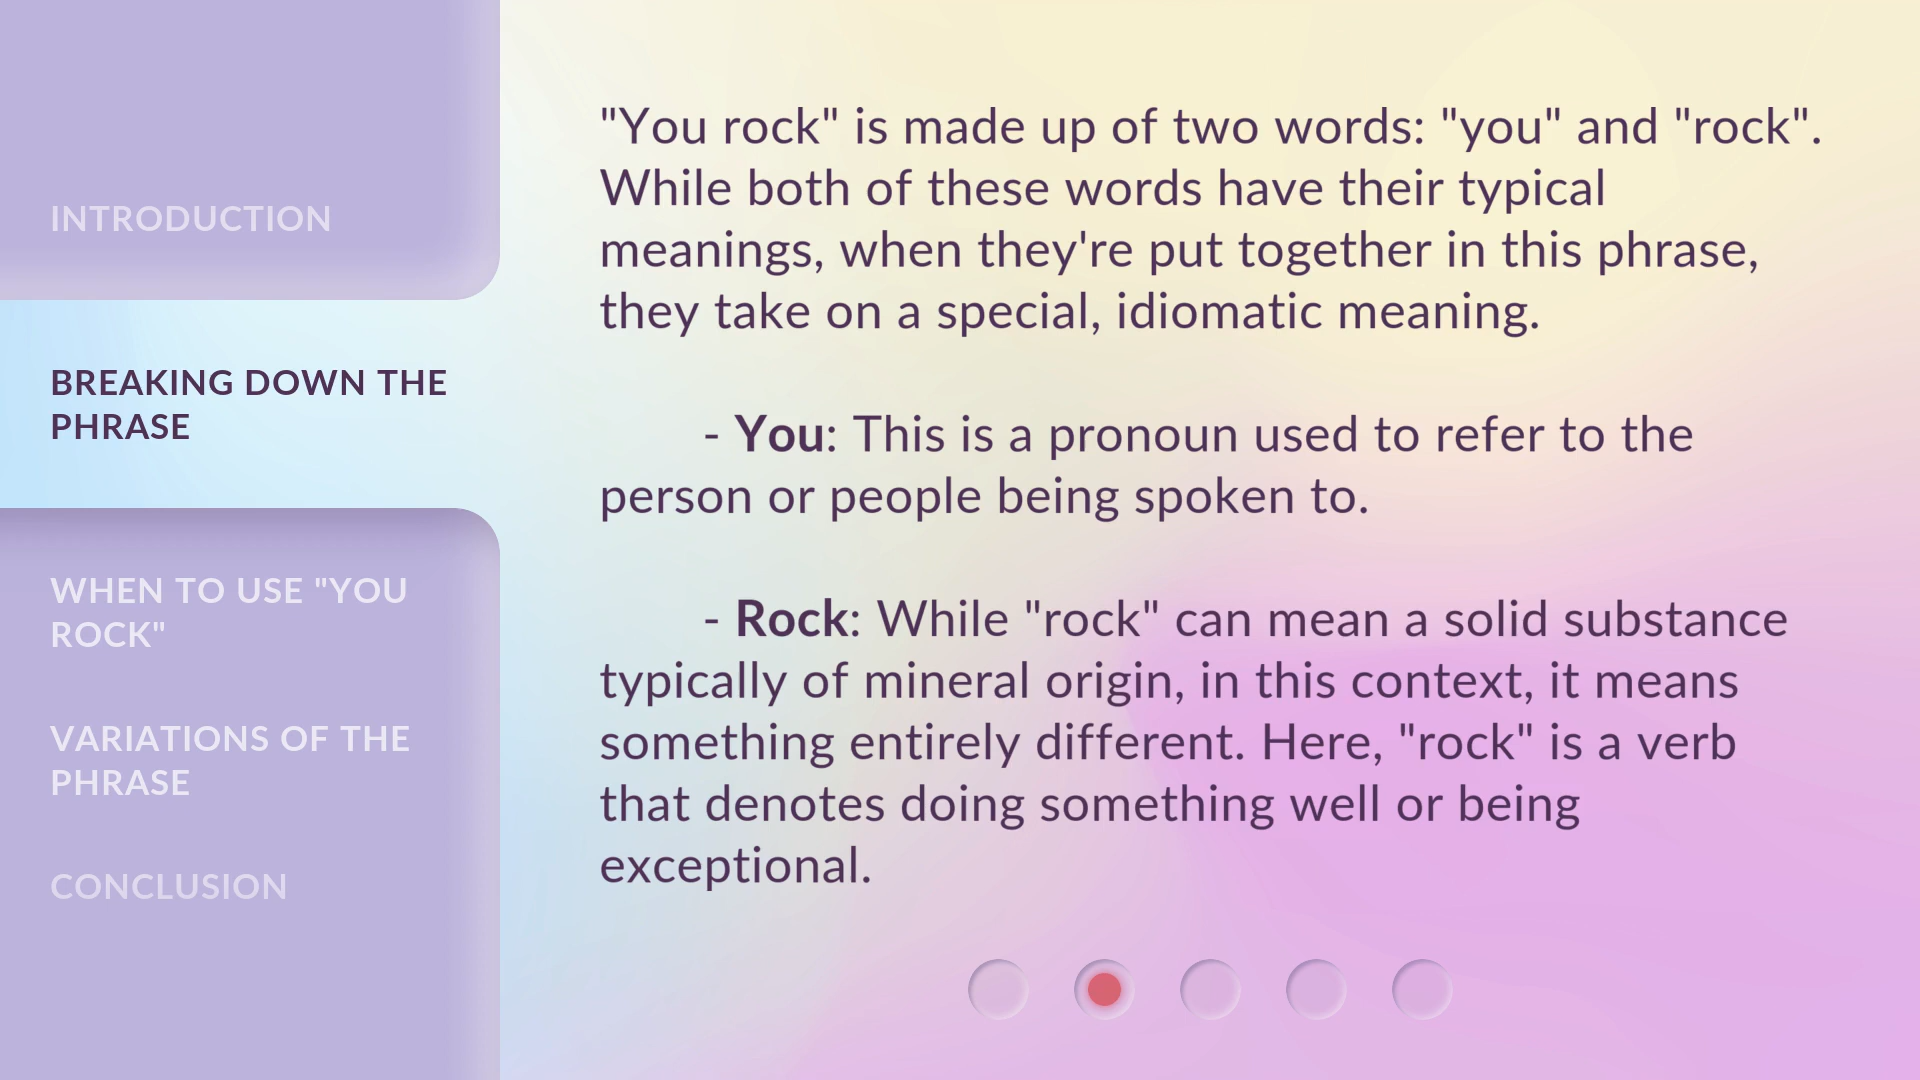 INTRODUCTION
BREAKING DOWN THE
PHRASE
WHEN TO USE "YOU
ROCK"
VARIATIONS OF THE
PHRASE
CONCLUSION
"You rock" is made up of two words: "you" and "rock".
While both of these words have their typical
meanings, when they're put together in this phrase,
they take on a special, idiomatic meaning.
- You: This is a pronoun used to refer to the
person or people being spoken to.
- Rock: While "rock" can mean a solid substance
typically of mineral origin, in this context, it means
something entirely different. Here, "rock" is a verb
that denotes doing something well or being
exceptional.